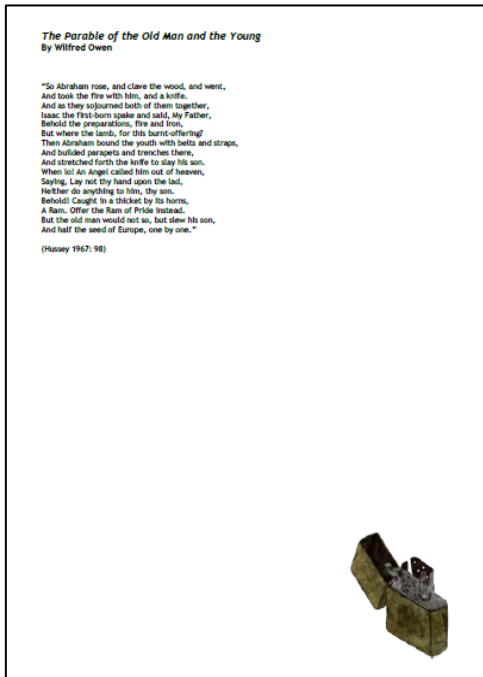 The Parable of the Old Man and the Young
By Wilfred Owen
“So Abraham rose, and clave the wood, and went,
And took the fire with him, and a knife.
And as they sojourned both of them together,
Isaac the first-born spake and said, My Father,
Behold the preparations, fire and iron,
But where the lamb, for this burnt-offering?
Then Abraham bound the youth with belts and straps,
And builded parapets and trenches there,
And stretched forth the knife to slay his son.
When lo! An Angel called him out of heaven,
Saying, Lay not thy hand upon the lad,
Neither do anything to him, thy son.
Behold! Caught in a thicket by its horns,
A Ram. Offer the Ram of Pride instead.
But the old man would not so, but slew his son,
And half the seed of Europe, one by one.”
(Hussey 1967: 98)